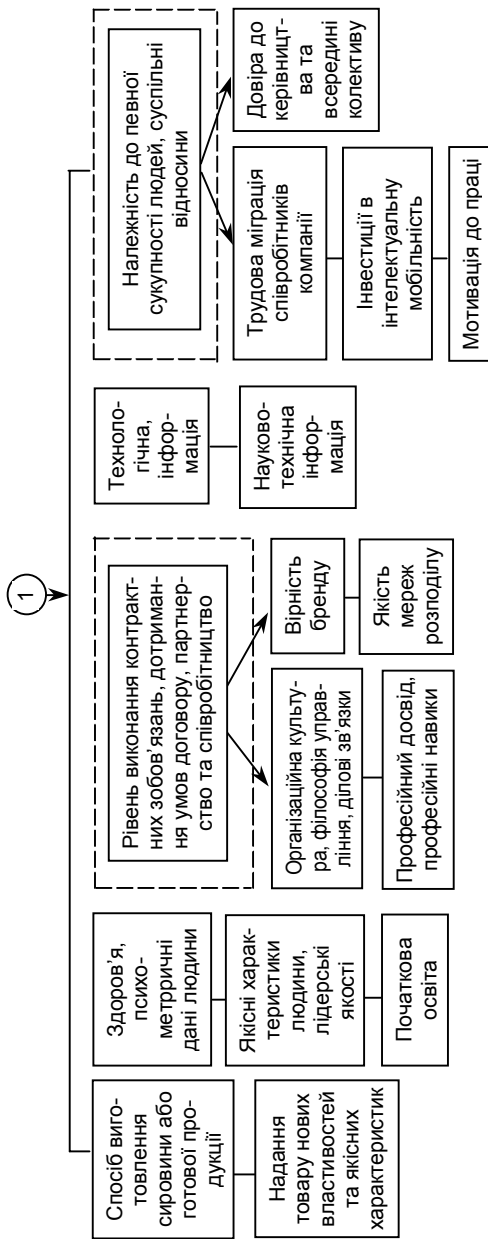 1
Спосіб виго-
товлення
сировини або
готової про-
дукції
Надання
товару нових
властивостей
та якісних
характеристик
Здоров’я,
психо-
метрричні
дані людини
Якісні харак-
теристики
людини,
лідерські
якості
Початкова
освіта
Рівень виконання контракт-
них зобов’язань, дотриман-
ня умов договору, партнер-
ство та співробітництво
Організаційна культу-
ра, філософія управ-
ління, ділові зв’язки
Професійний досвід,
професійні навики
Вірність
бренду
Якість
мереж
розподілу
Техноло-
гічна,
інфор-
мація
Науково-
технічна
інфор-
мація
Належність до певної
сукупності людей, суспільні
відносини
Трудова міграція
співробітників
компанії
Інвестиції в
інтелектуальну
мобільність
Мотивація до праці
Довіра до
керівницт-
ва та
всередині
колективу